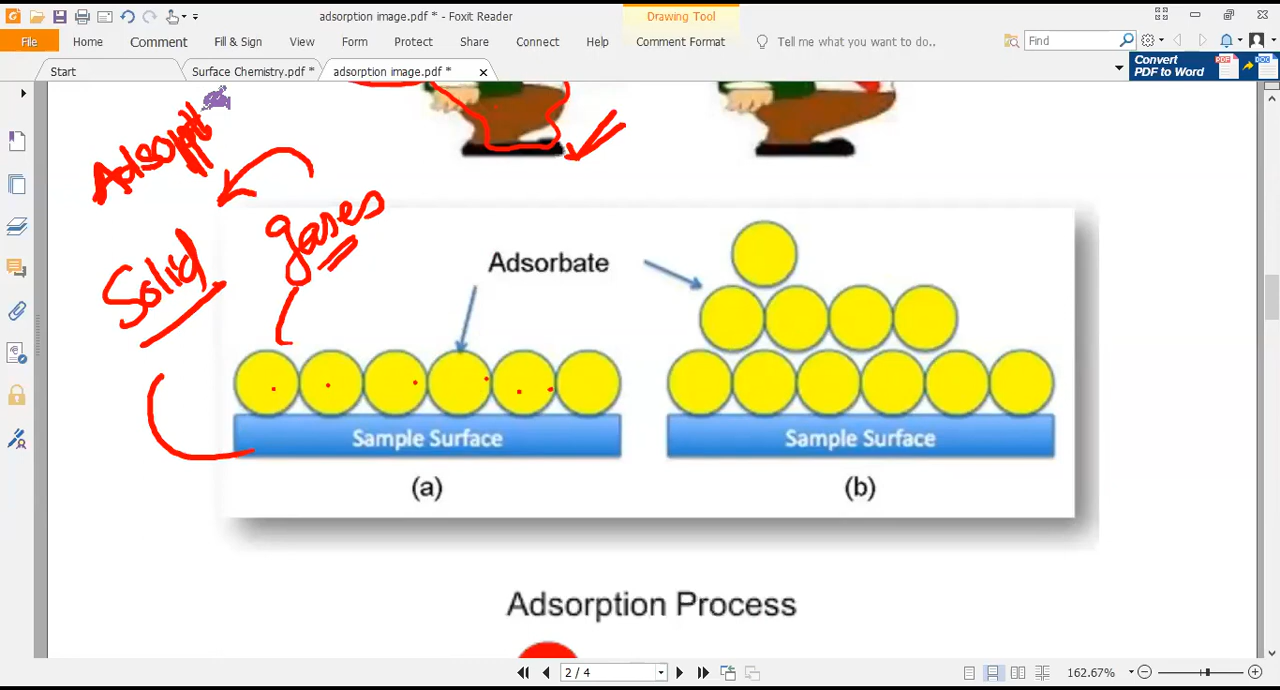 adsorption image.pdf * - Foxit Reader
Drawing Tool
File Home Comment Fill & Sign View Form Protect Share Connect Help Comment Format Tell me what you want to do.. Find
Start Surface Chemistry.pdf * adsorption image.pdf *
Convert
PDF to Word
PDF DOC
Adsorpt
Solid
gases
Adsorbate
Sample Surface Sample Surface
(a) (b)
Adsorption Process
2 / 4 162.67%